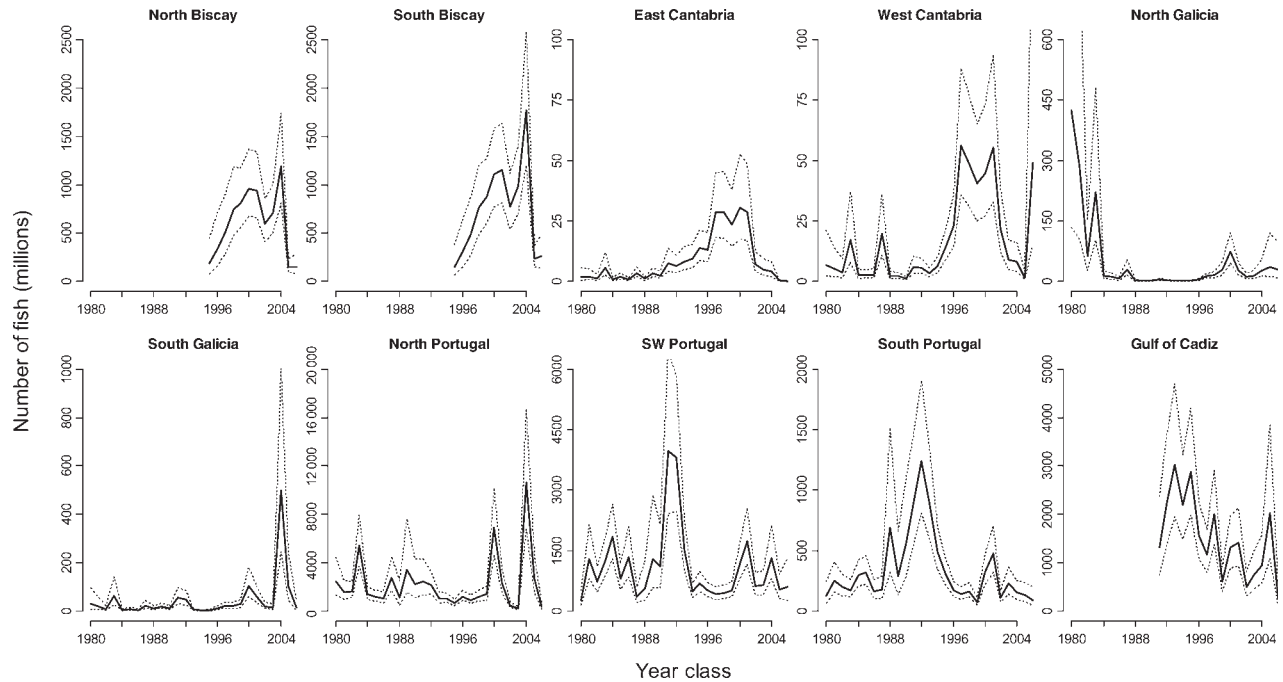 North Biscay South Biscay East Cantabria West Cantabria North Galicia
2500 2000 1500 1000 500 0
2500 2000 1500 1000 500 0
100 75 50 25 0
100 75 50 25 0
600 450 300 150 0
1980 1988 1996 2004 1980 1988 1996 2004 1980 1988 1996 2004 1980 1988 1996 2004 1980 1988 1996 2004
Number of fish (millions)
South Galicia North Portugal SW Portugal South Portugal Gulf of Cadiz
1000 800 600 400 200 0
20 000 16 000 12 000 8000 4000 0
6000 4500 3000 1500 0
2000 1500 1000 500 0
5000 4000 3000 2000 1000 0
1980 1988 1996 2004 1980 1988 1996 2004 1980 1988 1996 2004 1980 1988 1996 2004 1980 1988 1996 2004
Year class